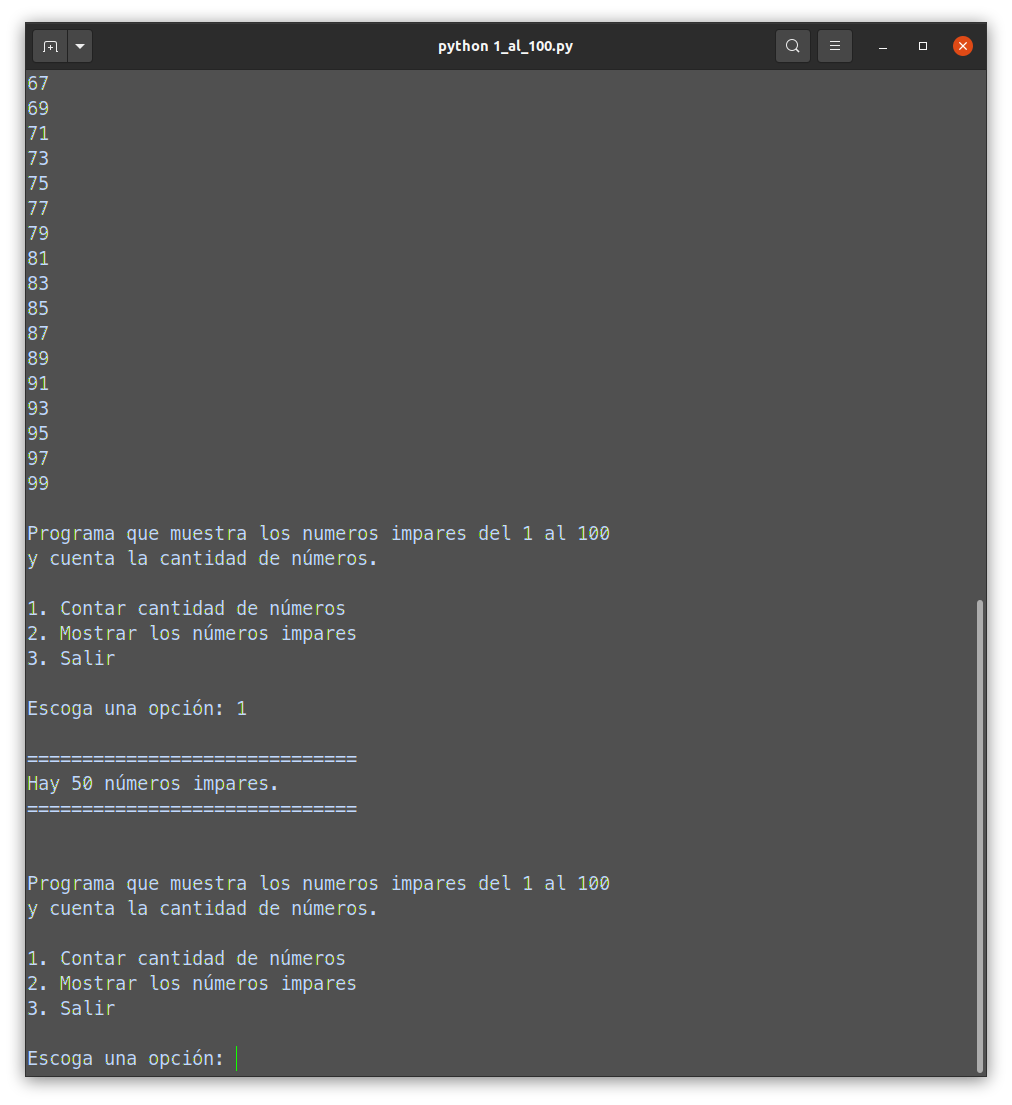 python 1_al_100.py
67
69
71
73
75
77
79
81
83
85
87
89
91
93
95
97
99
Programa que muestra los numeros impares del 1 al 100
y cuenta la cantidad de números.
1. Contar cantidad de números
2. Mostrar los números impares
3. Salir
Escoga una opción: 1
==============================
Hay 50 números impares.
==============================
Programa que muestra los numeros impares del 1 al 100
y cuenta la cantidad de números.
1. Contar cantidad de números
2. Mostrar los números impares
3. Salir
Escoga una opción: